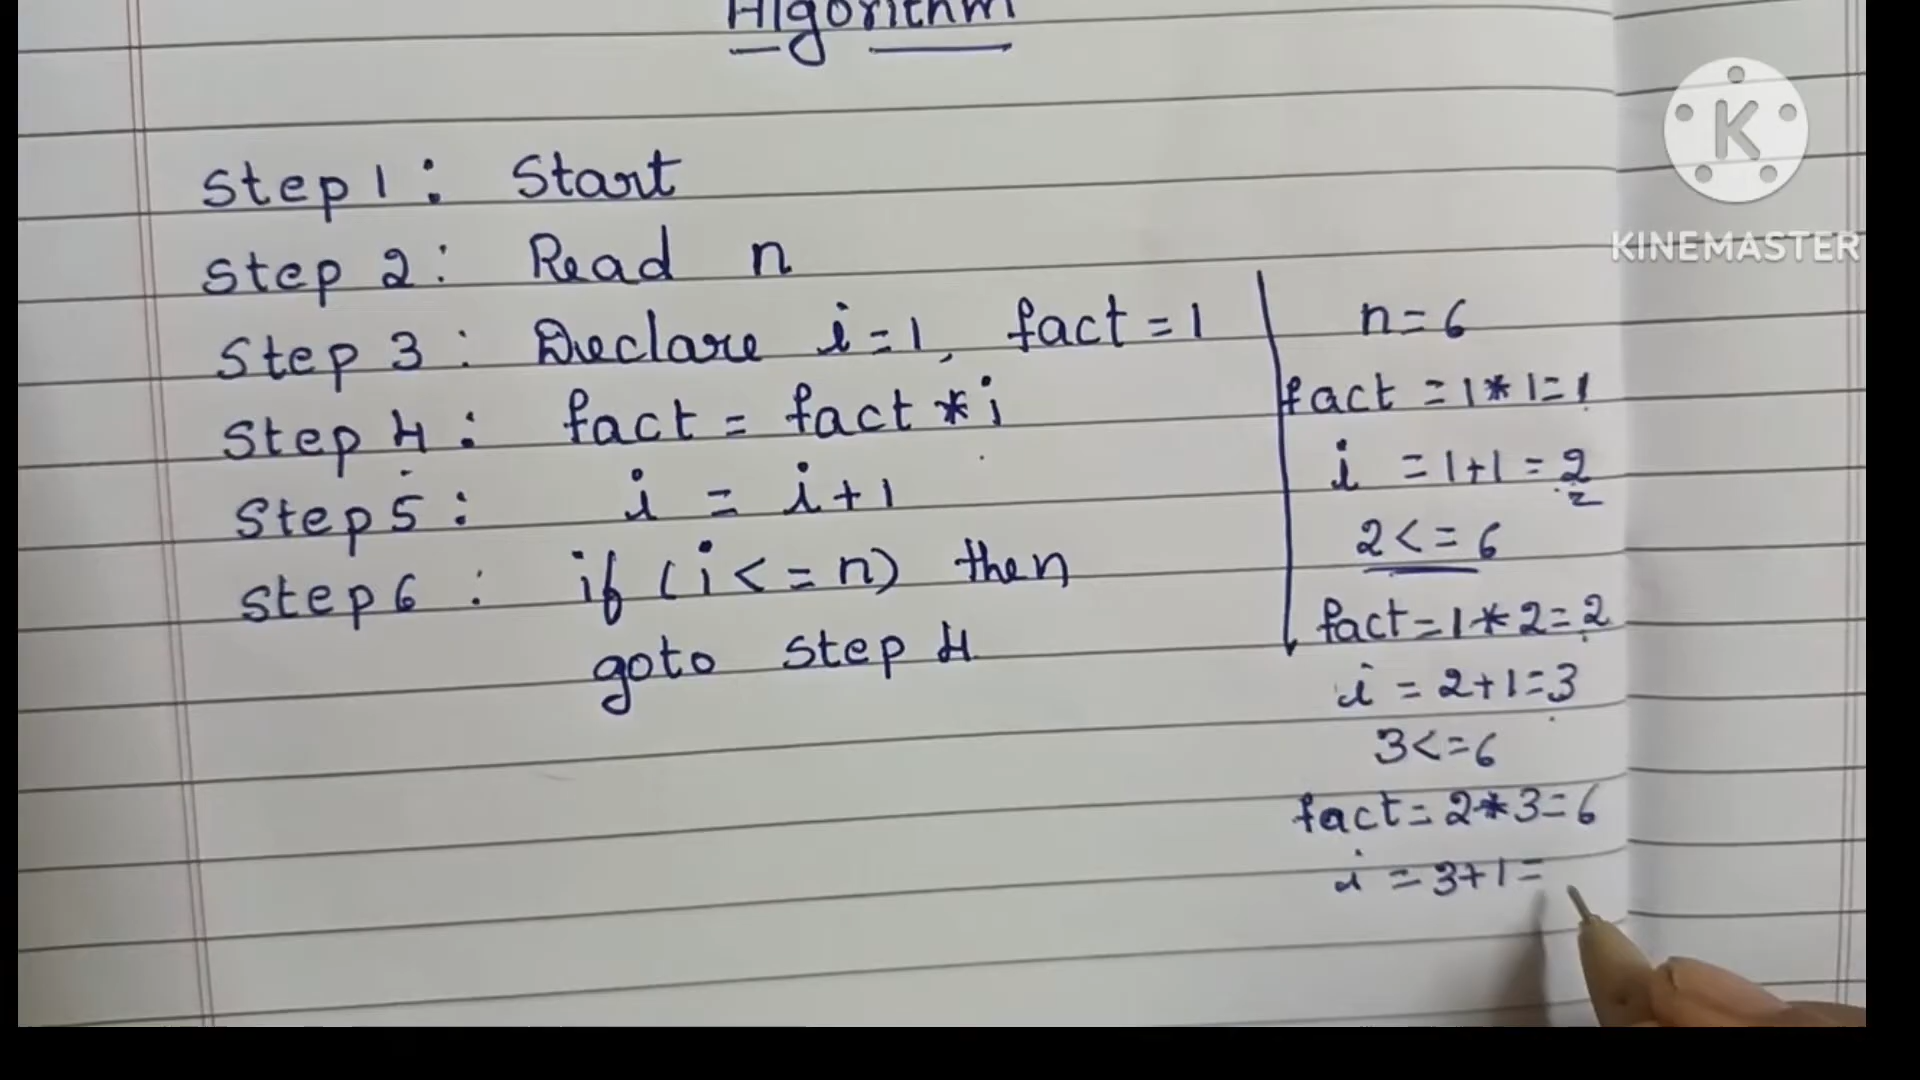 Algorithm
Step 1 : Start
Step 2 : Read n
Step 3 : Declare i = 1, fact = 1
Step 4 : fact = fact * i
Step 5 : i = i + 1
Step 6 : if (i < = n) then
goto step 4
n = 6
fact = 1 * 1 = 1
i = 1 + 1 = 2
2 < = 6
fact = 1 * 2 = 2
i = 2 + 1 = 3
3 < = 6
fact = 2 * 3 = 6
i = 3 + 1 =
K
KINEMASTER